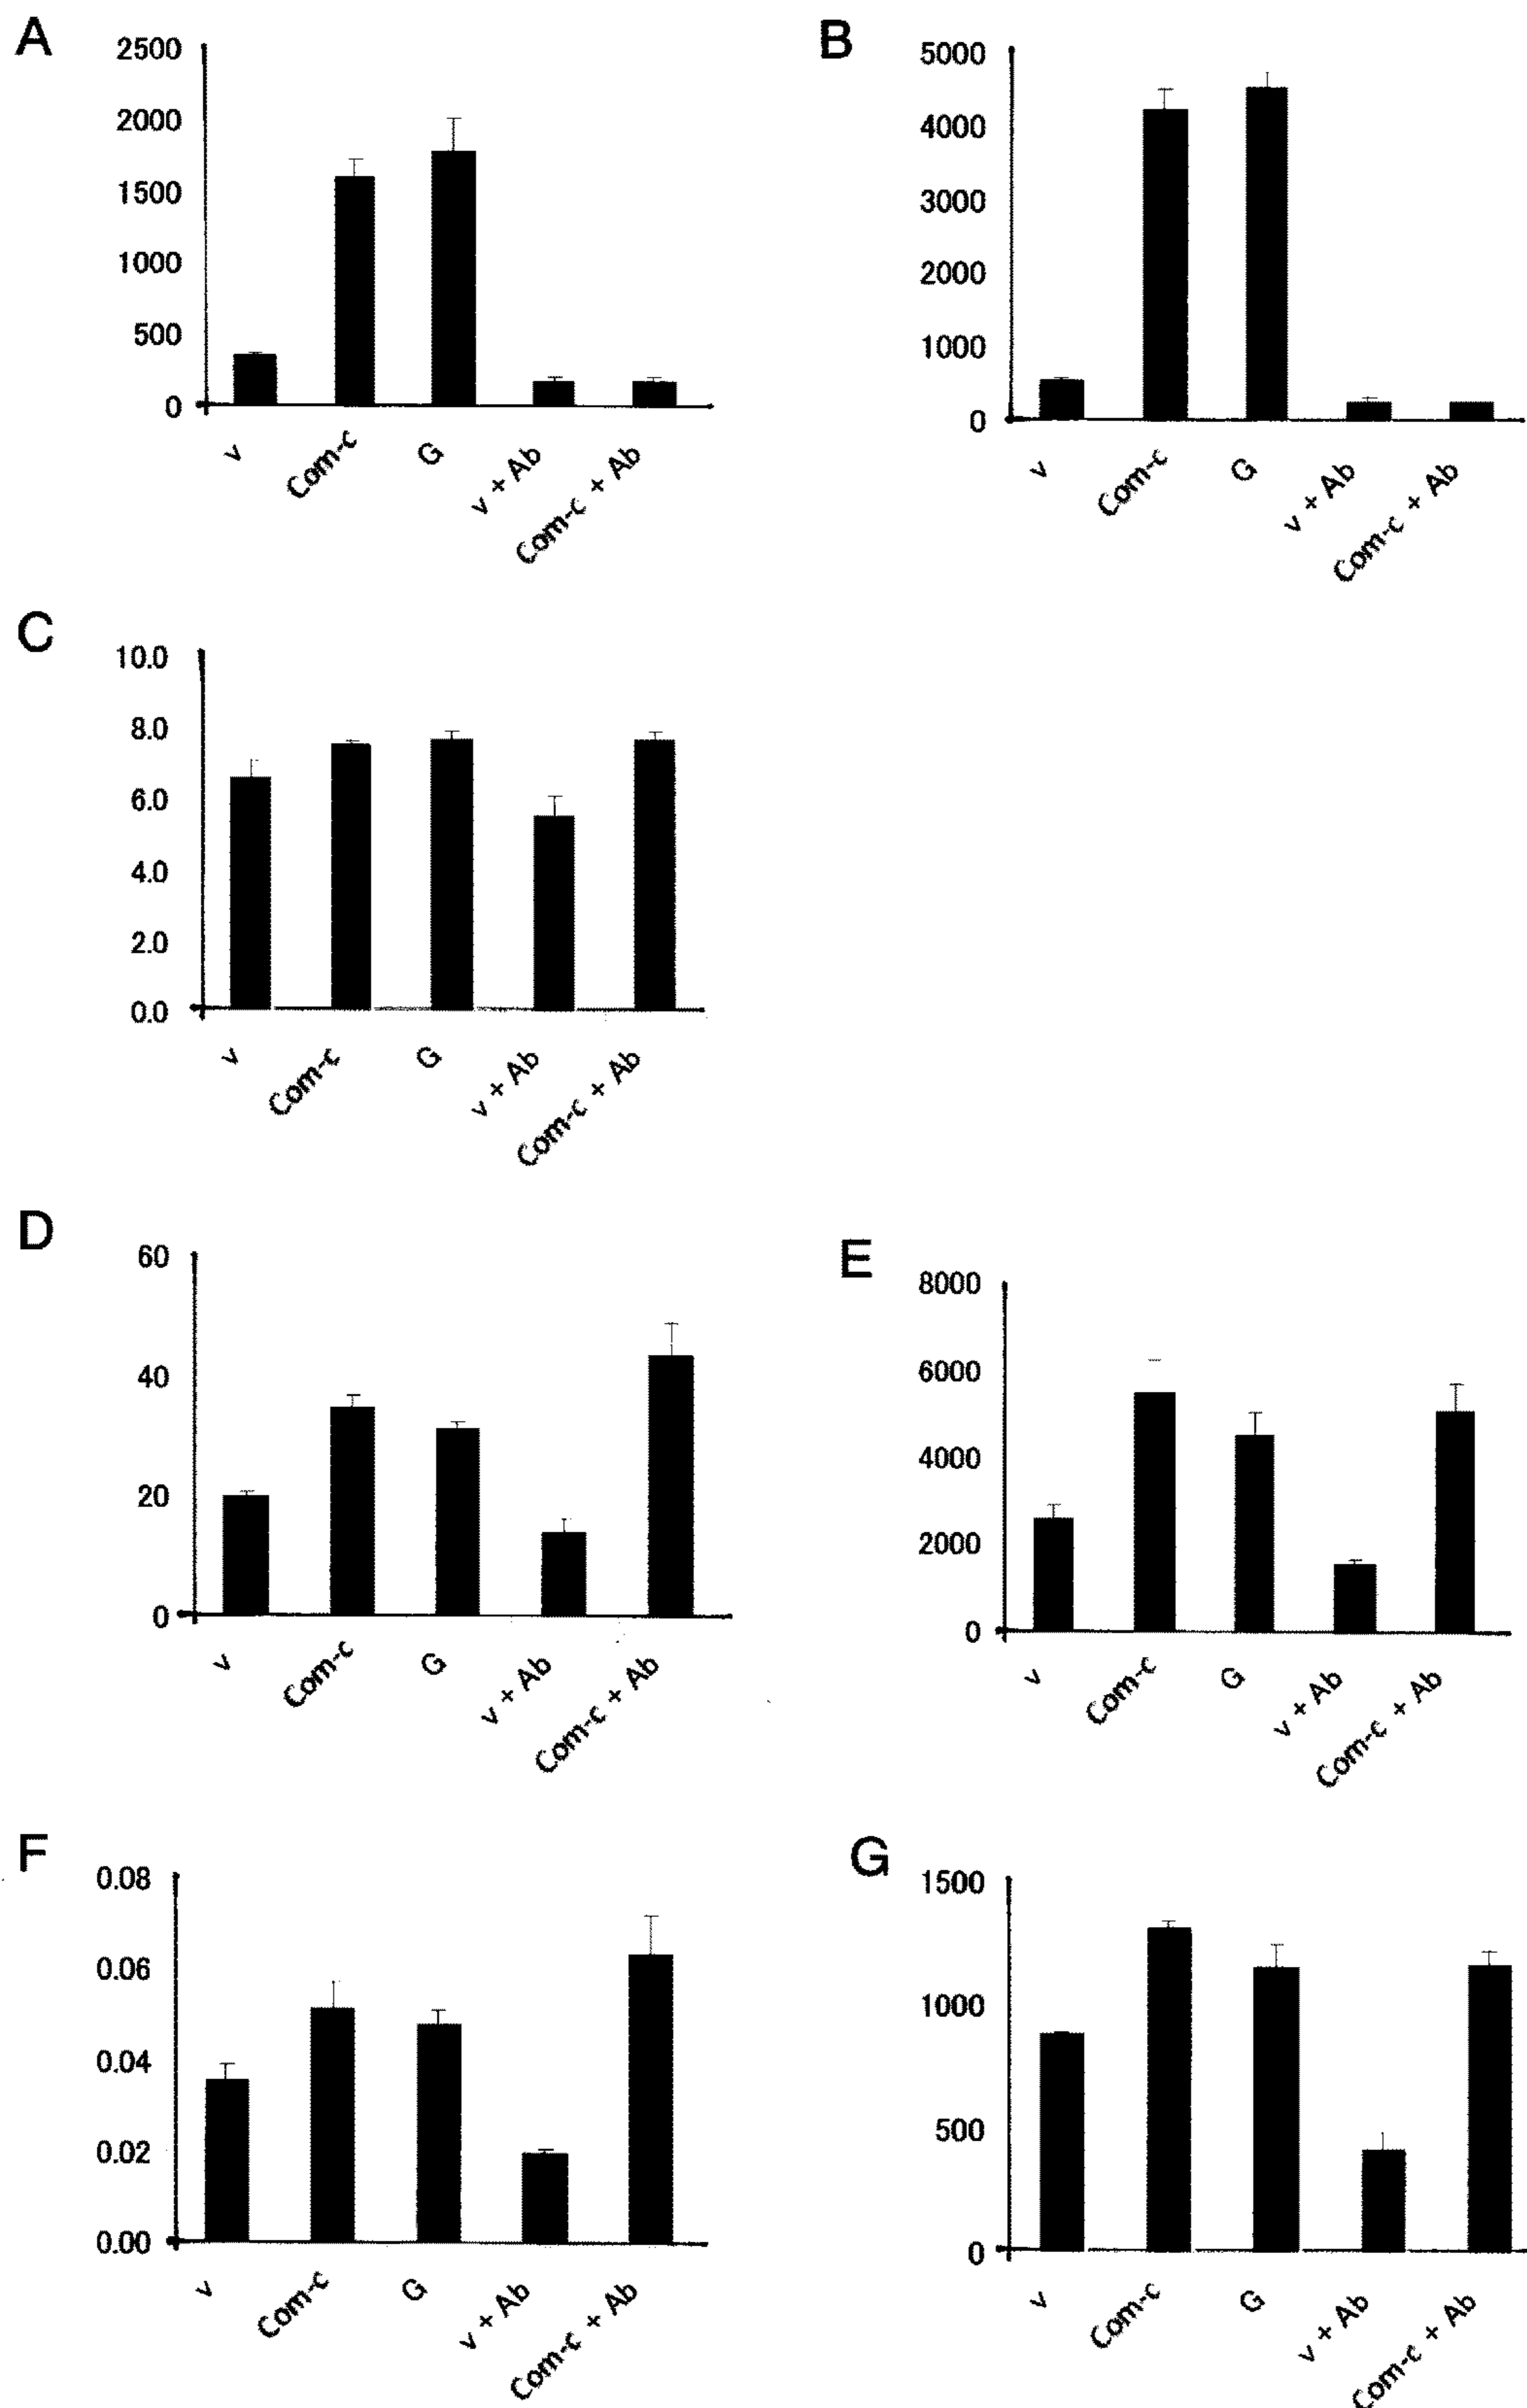 A
2500
2000
1500
1000
500
0
v
Com-c
G
v + Ab
Com-c + Ab
B
5000
4000
3000
2000
1000
0
v
Com-c
G
v + Ab
Com-c + Ab
C
10.0
8.0
6.0
4.0
2.0
0.0
v
Com-c
G
v + Ab
Com-c + Ab
D
60
40
20
0
v
Com-c
G
v + Ab
Com-c + Ab
E
8000
6000
4000
2000
0
v
Com-c
G
v + Ab
Com-c + Ab
F
0.08
0.06
0.04
0.02
0.00
v
Com-c
G
v + Ab
Com-c + Ab
G
1500
1000
500
0
v
Com-c
G
v + Ab
Com-c + Ab